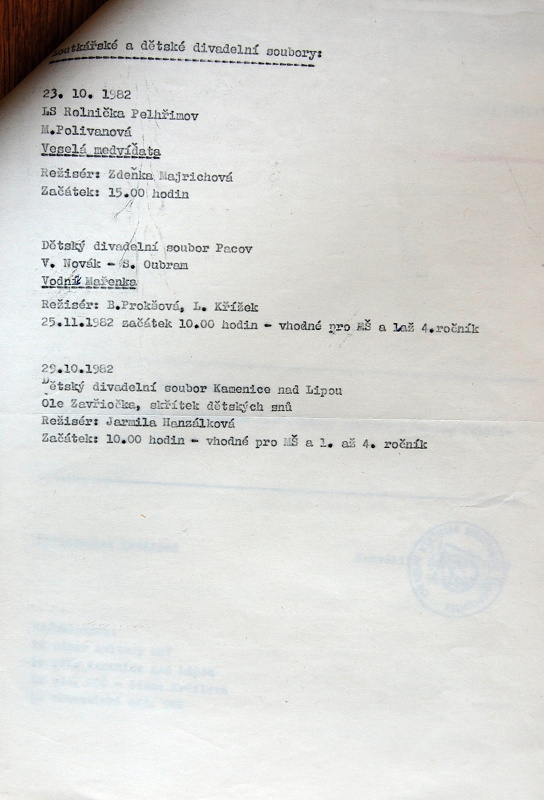 outkářské a dětské divadelní soubory:
23. 10. 1982
LS Rolnička Pelhřimov
M.Polivanová
Veselá medvíďata
Režisér: Zdeňka Majrichová
Začátek: 15.00 hodin
Dětský divadelní soubor Pacov
V. Novák - S. Oubram
Vodní Mařenka
Režisér: B.Prokšová, L. Křížek
25.11.1982 začátek 10.00 hodin - vhodné pro MŠ a 1až 4.ročník
29.10.1982
Dětský divadelní soubor Kamenice nad Lipou
Ole Zavřiočka, skřítek dětských snů
Režisér: Jarmila Hanzálková
Začátek: 10.00 hodin - vhodné pro MŠ a 1. až 4. ročník